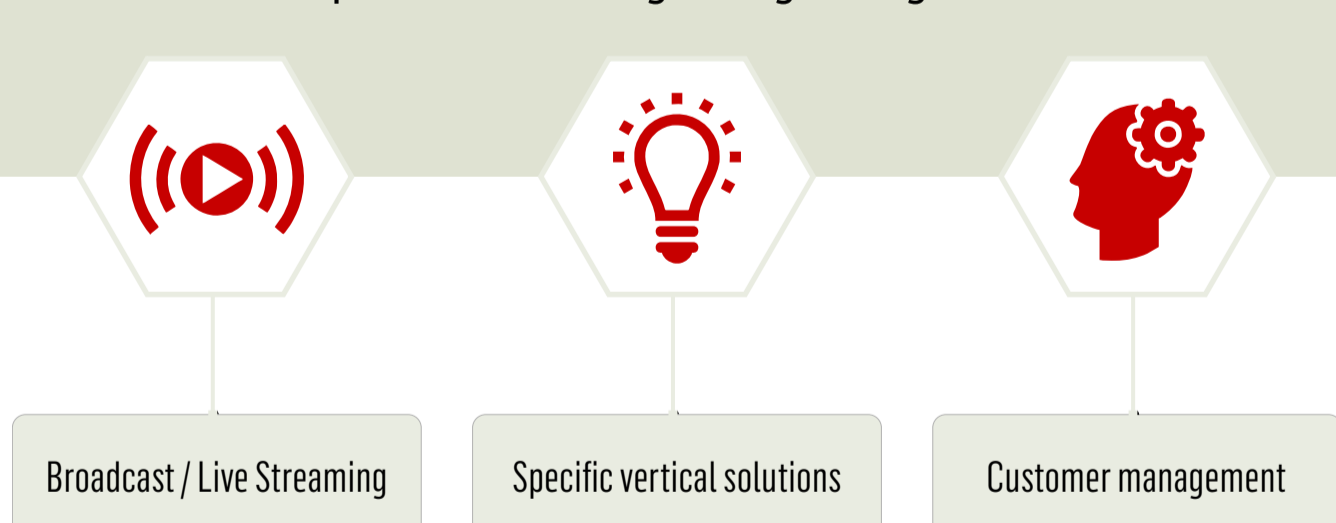 Broadcast / Live Streaming
Specific vertical solutions
Customer management